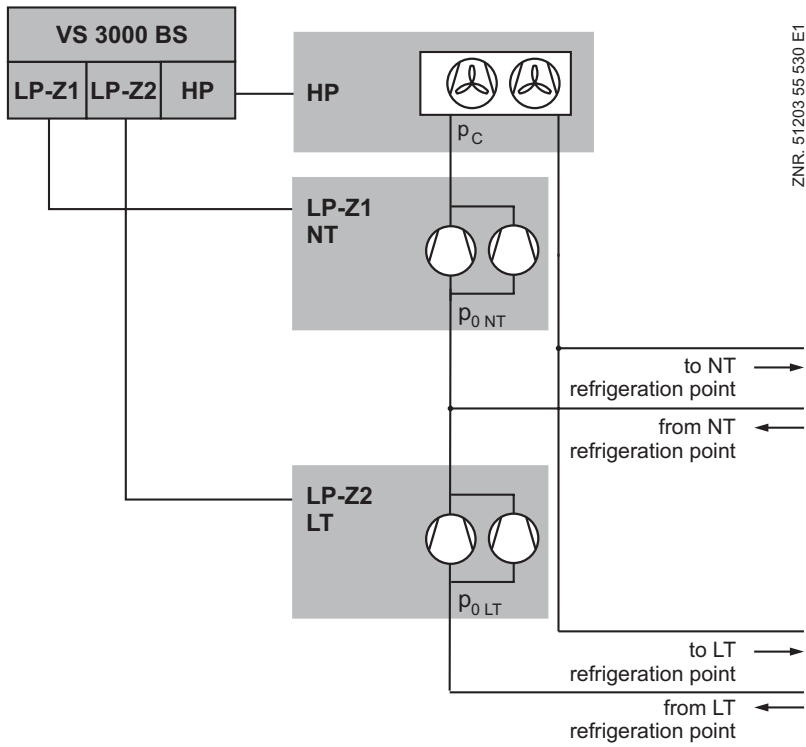 VS 3000 BS
LP-Z1 LP-Z2 HP
HP
pC
LP-Z1
NT
p0 NT
to NT
refrigeration point
from NT
refrigeration point
LP-Z2
LT
p0 LT
to LT
refrigeration point
from LT
refrigeration point
ZNR. 51203 55 530 E1